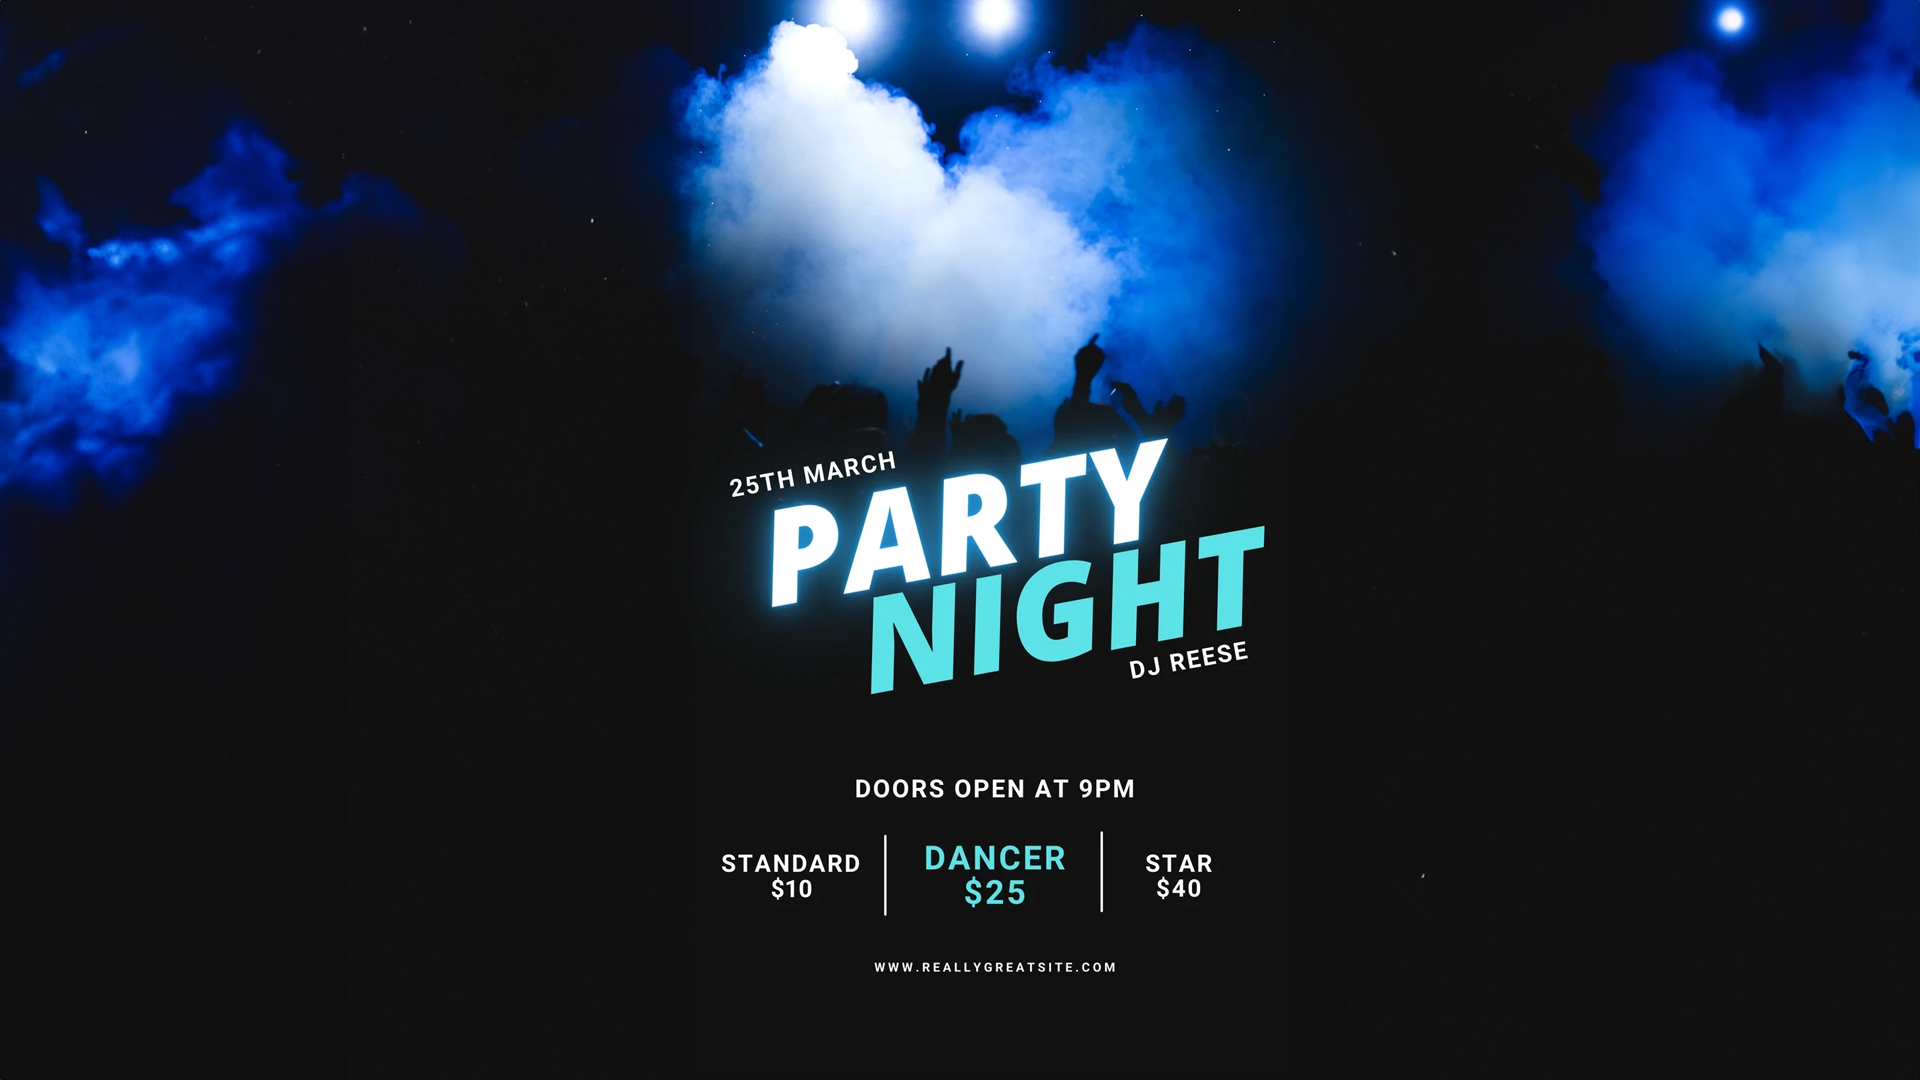 25TH MARCH
PARTY
NIGHT
DJ REESE
DOORS OPEN AT 9PM
STANDARD
$10
DANCER
$25
STAR
$40
WWW.REALLYGREATSITE.COM